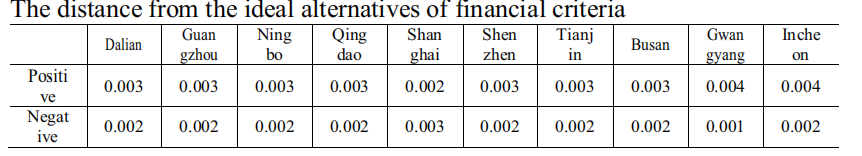 The distance from the ideal alternatives of financial criteria
Dalian Guan gzhou Ning bo Qing dao Shan ghai Shen zhen Tianj in Busan Gwan gyang Inche on
Positi ve 0.003 0.003 0.003 0.003 0.002 0.003 0.003 0.003 0.004 0.004
Negat ive 0.002 0.002 0.002 0.002 0.003 0.002 0.002 0.002 0.001 0.002